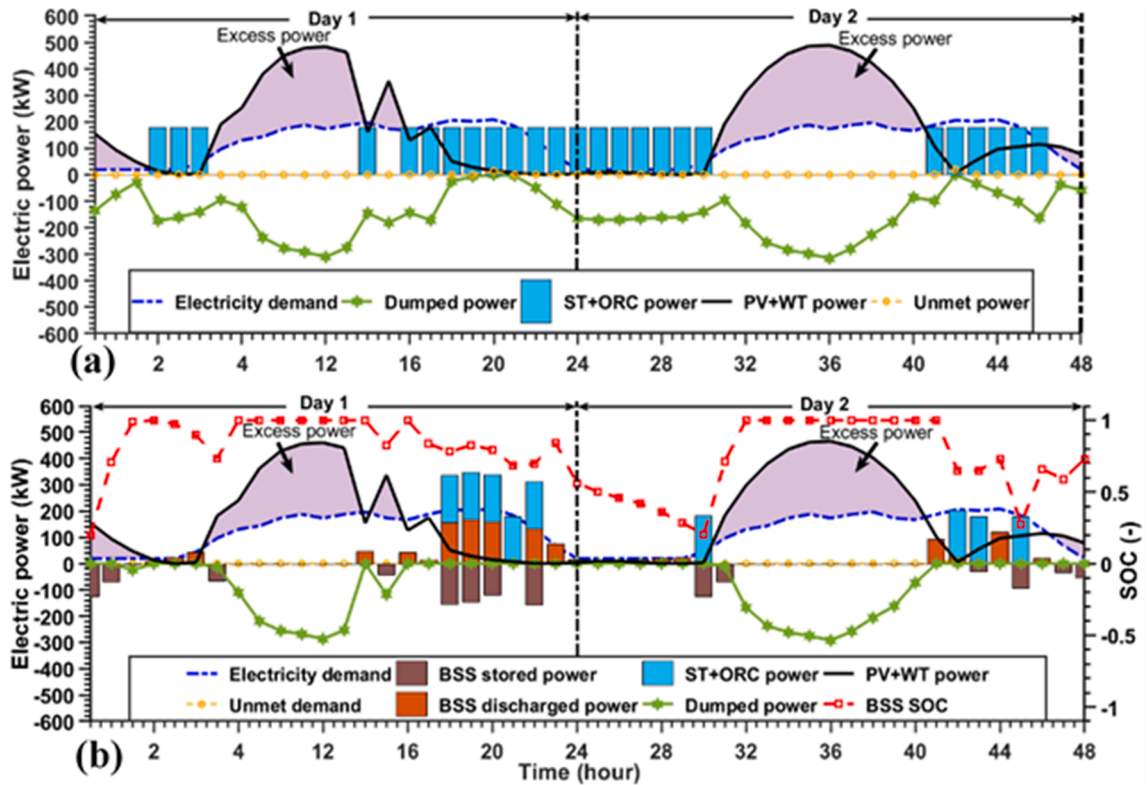 600
500
400
300
200
100
0
-100
-200
-300
-400
-500
-600
Electric power (kW)
Day 1
Day 2
Excess power
Excess power
Electricity demand
Dumped power
ST+ORC power
PV+WT power
Unmet power
(a)
2 4 8 12 16 20 24 28 32 36 40 44 48
600
500
400
300
200
100
0
-100
-200
-300
-400
-500
-600
Electric power (kW)
Day 1
Day 2
Excess power
Excess power
1
0.5
0
-0.5
-1
SOC (-)
Electricity demand
BSS stored power
ST+ORC power
PV+WT power
Unmet demand
BSS discharged power
Dumped power
BSS SOC
(b)
2 4 8 12 16 20 24 28 32 36 40 44 48
Time (hour)